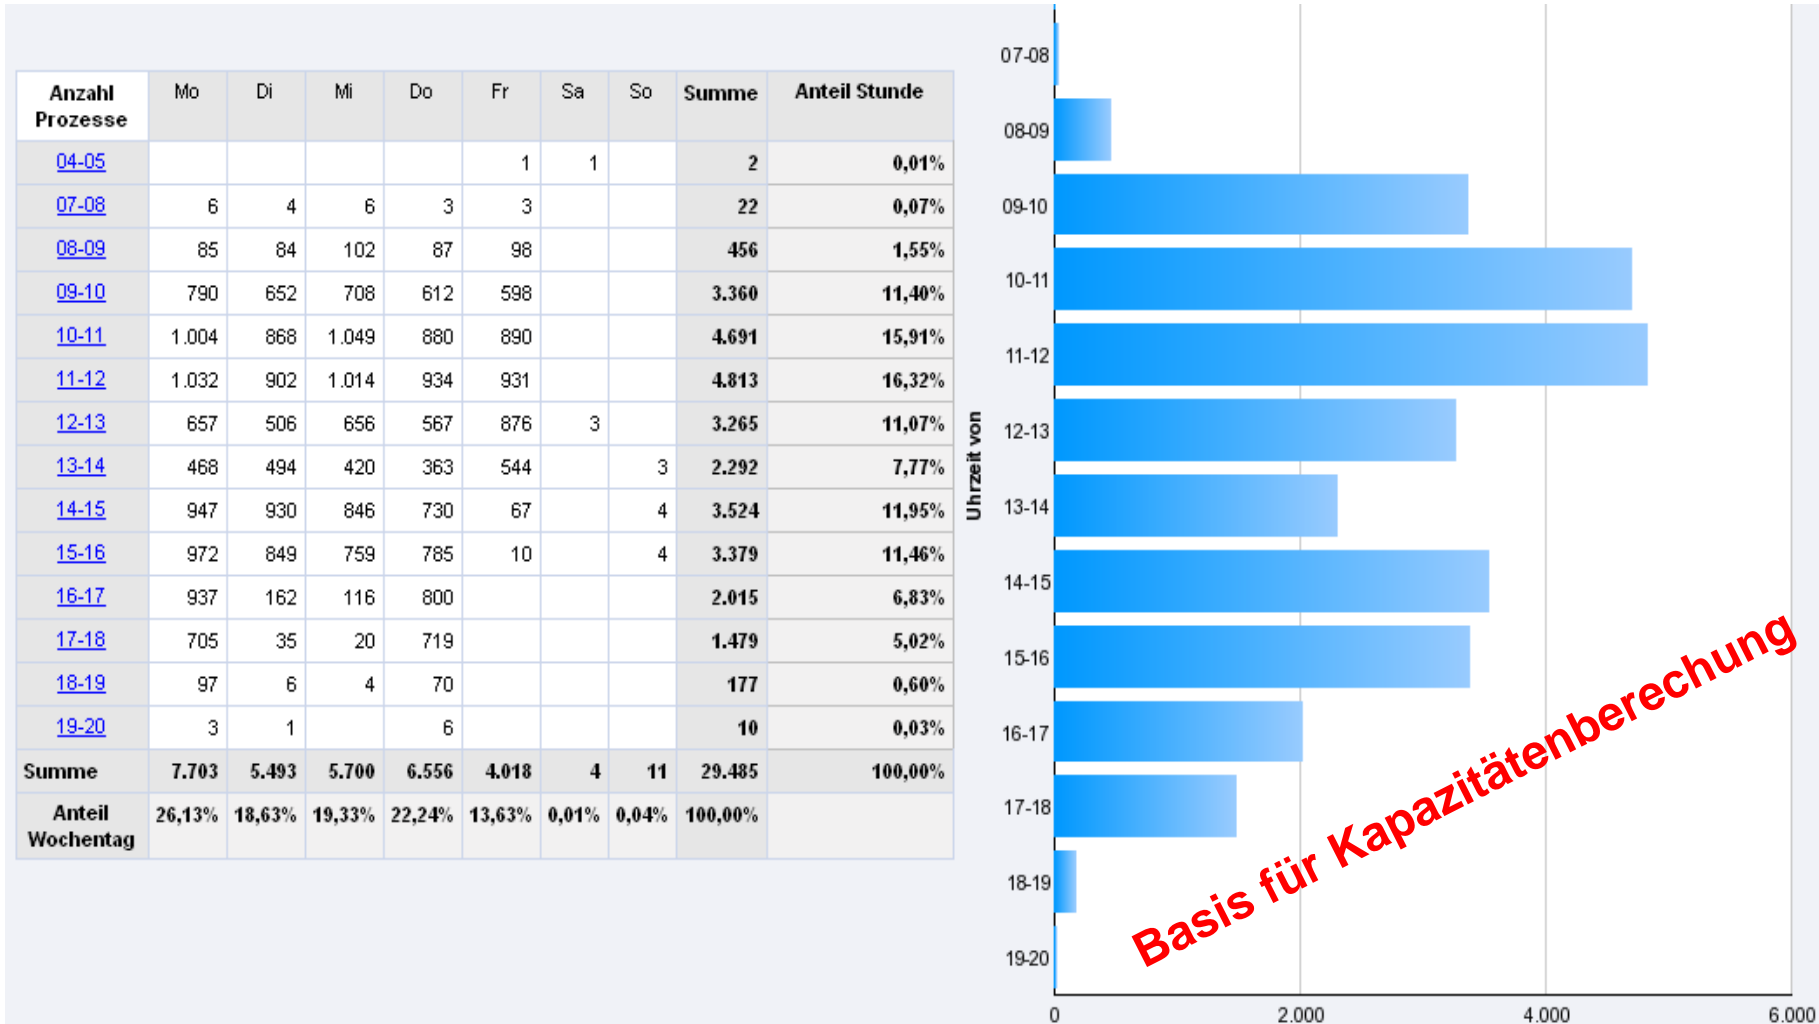 Anzahl Prozesse Mo Di Mi Do Fr Sa So Summe Anteil Stunde
04-05 1 1 2 0,01%
07-08 6 4 6 3 3 22 0,07%
08-09 85 84 102 87 98 456 1,55%
09-10 790 652 708 612 598 3.360 11,40%
10-11 1.004 868 1.049 880 890 4.691 15,91%
11-12 1.032 902 1.014 934 931 4.813 16,32%
12-13 657 506 656 567 876 3 3.265 11,07%
13-14 468 494 420 363 544 3 2.292 7,77%
14-15 947 930 846 730 67 4 3.524 11,95%
15-16 972 849 759 785 10 4 3.379 11,46%
16-17 937 162 116 800 2.015 6,83%
17-18 705 35 20 719 1.479 5,02%
18-19 97 6 4 70 177 0,60%
19-20 3 1 6 10 0,03%
Summe 7.703 5.493 5.700 6.556 4.018 4 11 29.485 100,00%
Anteil Wochentag 26,13% 18,63% 19,33% 22,24% 13,63% 0,01% 0,04% 100,00%
Uhrzeit von
07-08
08-09
09-10
10-11
11-12
12-13
13-14
14-15
15-16
16-17
17-18
18-19
19-20
0 2.000 4.000 6.000
Basis für Kapazitätenberechung